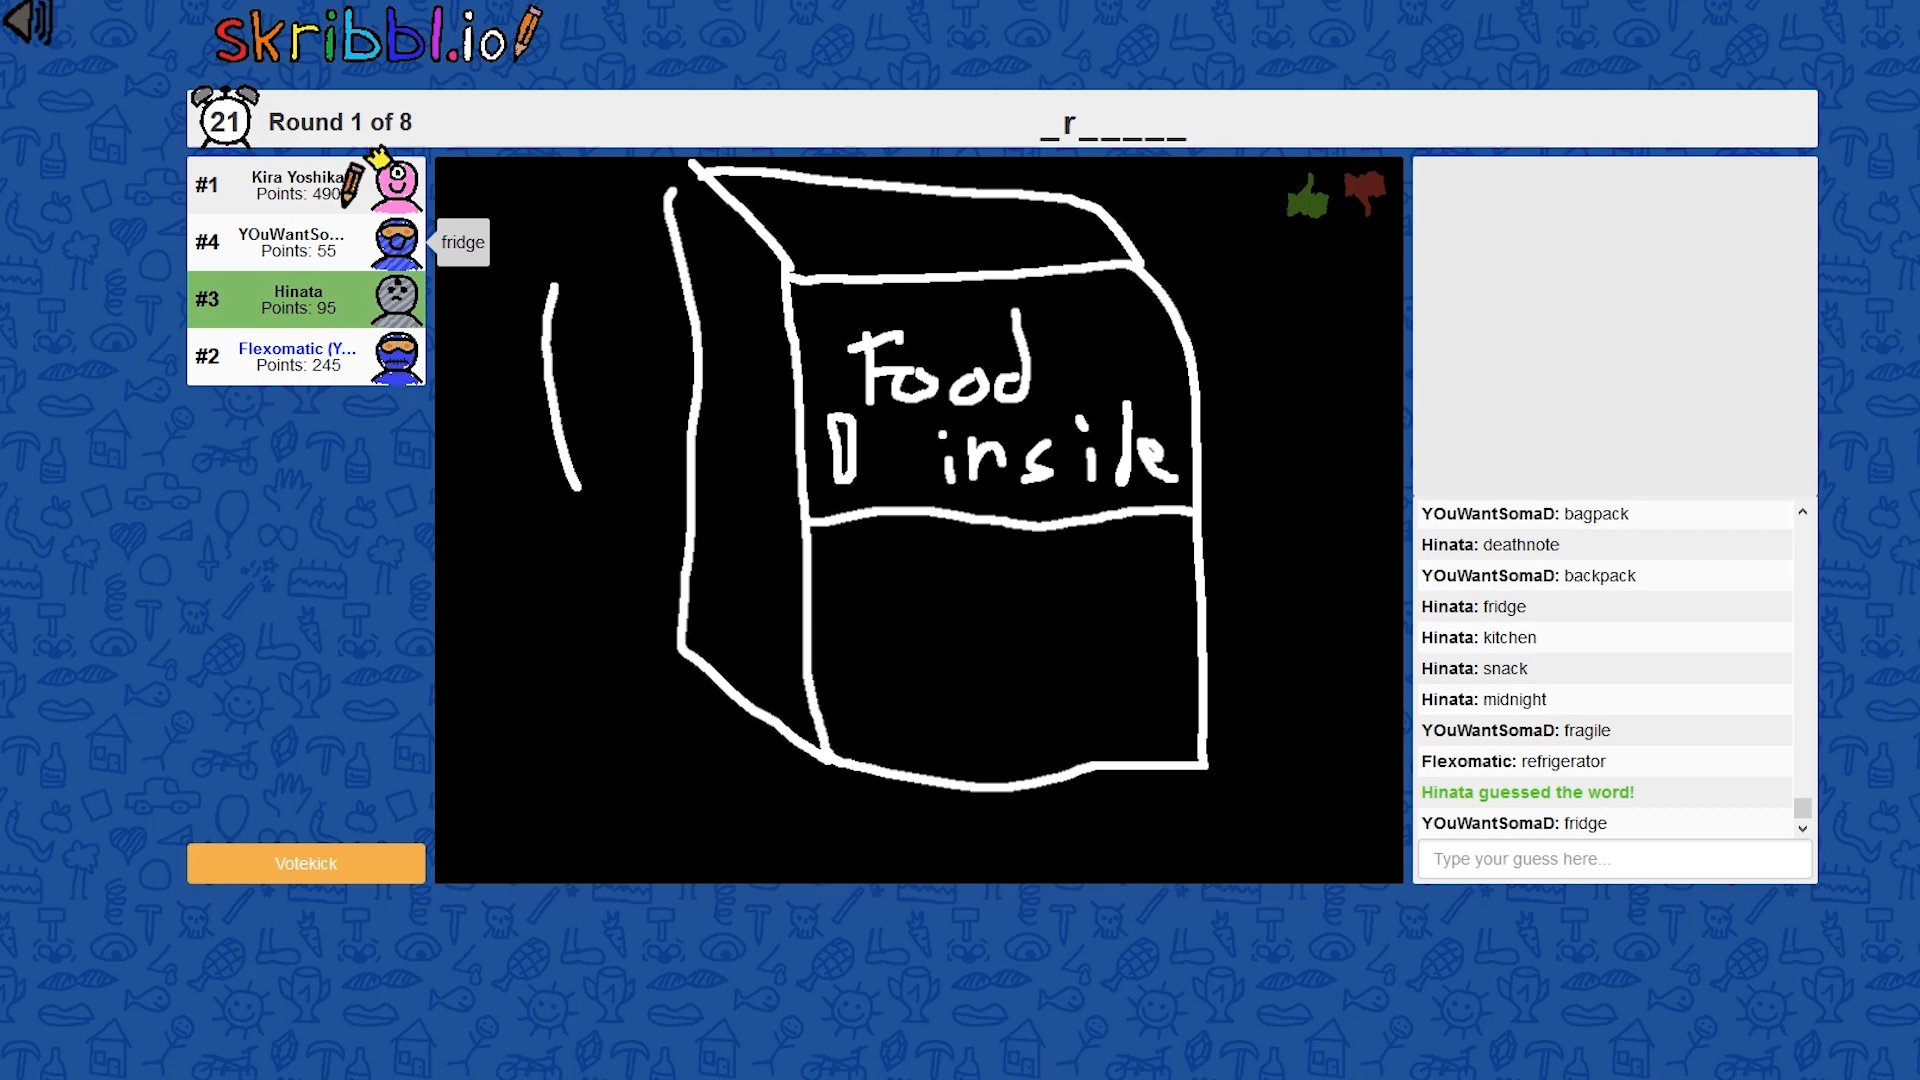 skribbl.io
21
Round 1 of 8
_r_____
#1
Kira Yoshika
Points: 490
#4
YOuWantSo...
Points: 55
fridge
#3
Hinata
Points: 95
#2
Flexomatic (Y...
Points: 245
Votekick
Food
inside
YOuWantSomaD: bagpack
Hinata: deathnote
YOuWantSomaD: backpack
Hinata: fridge
Hinata: kitchen
Hinata: snack
Hinata: midnight
YOuWantSomaD: fragile
Flexomatic: refrigerator
Hinata guessed the word!
YOuWantSomaD: fridge
Type your guess here...